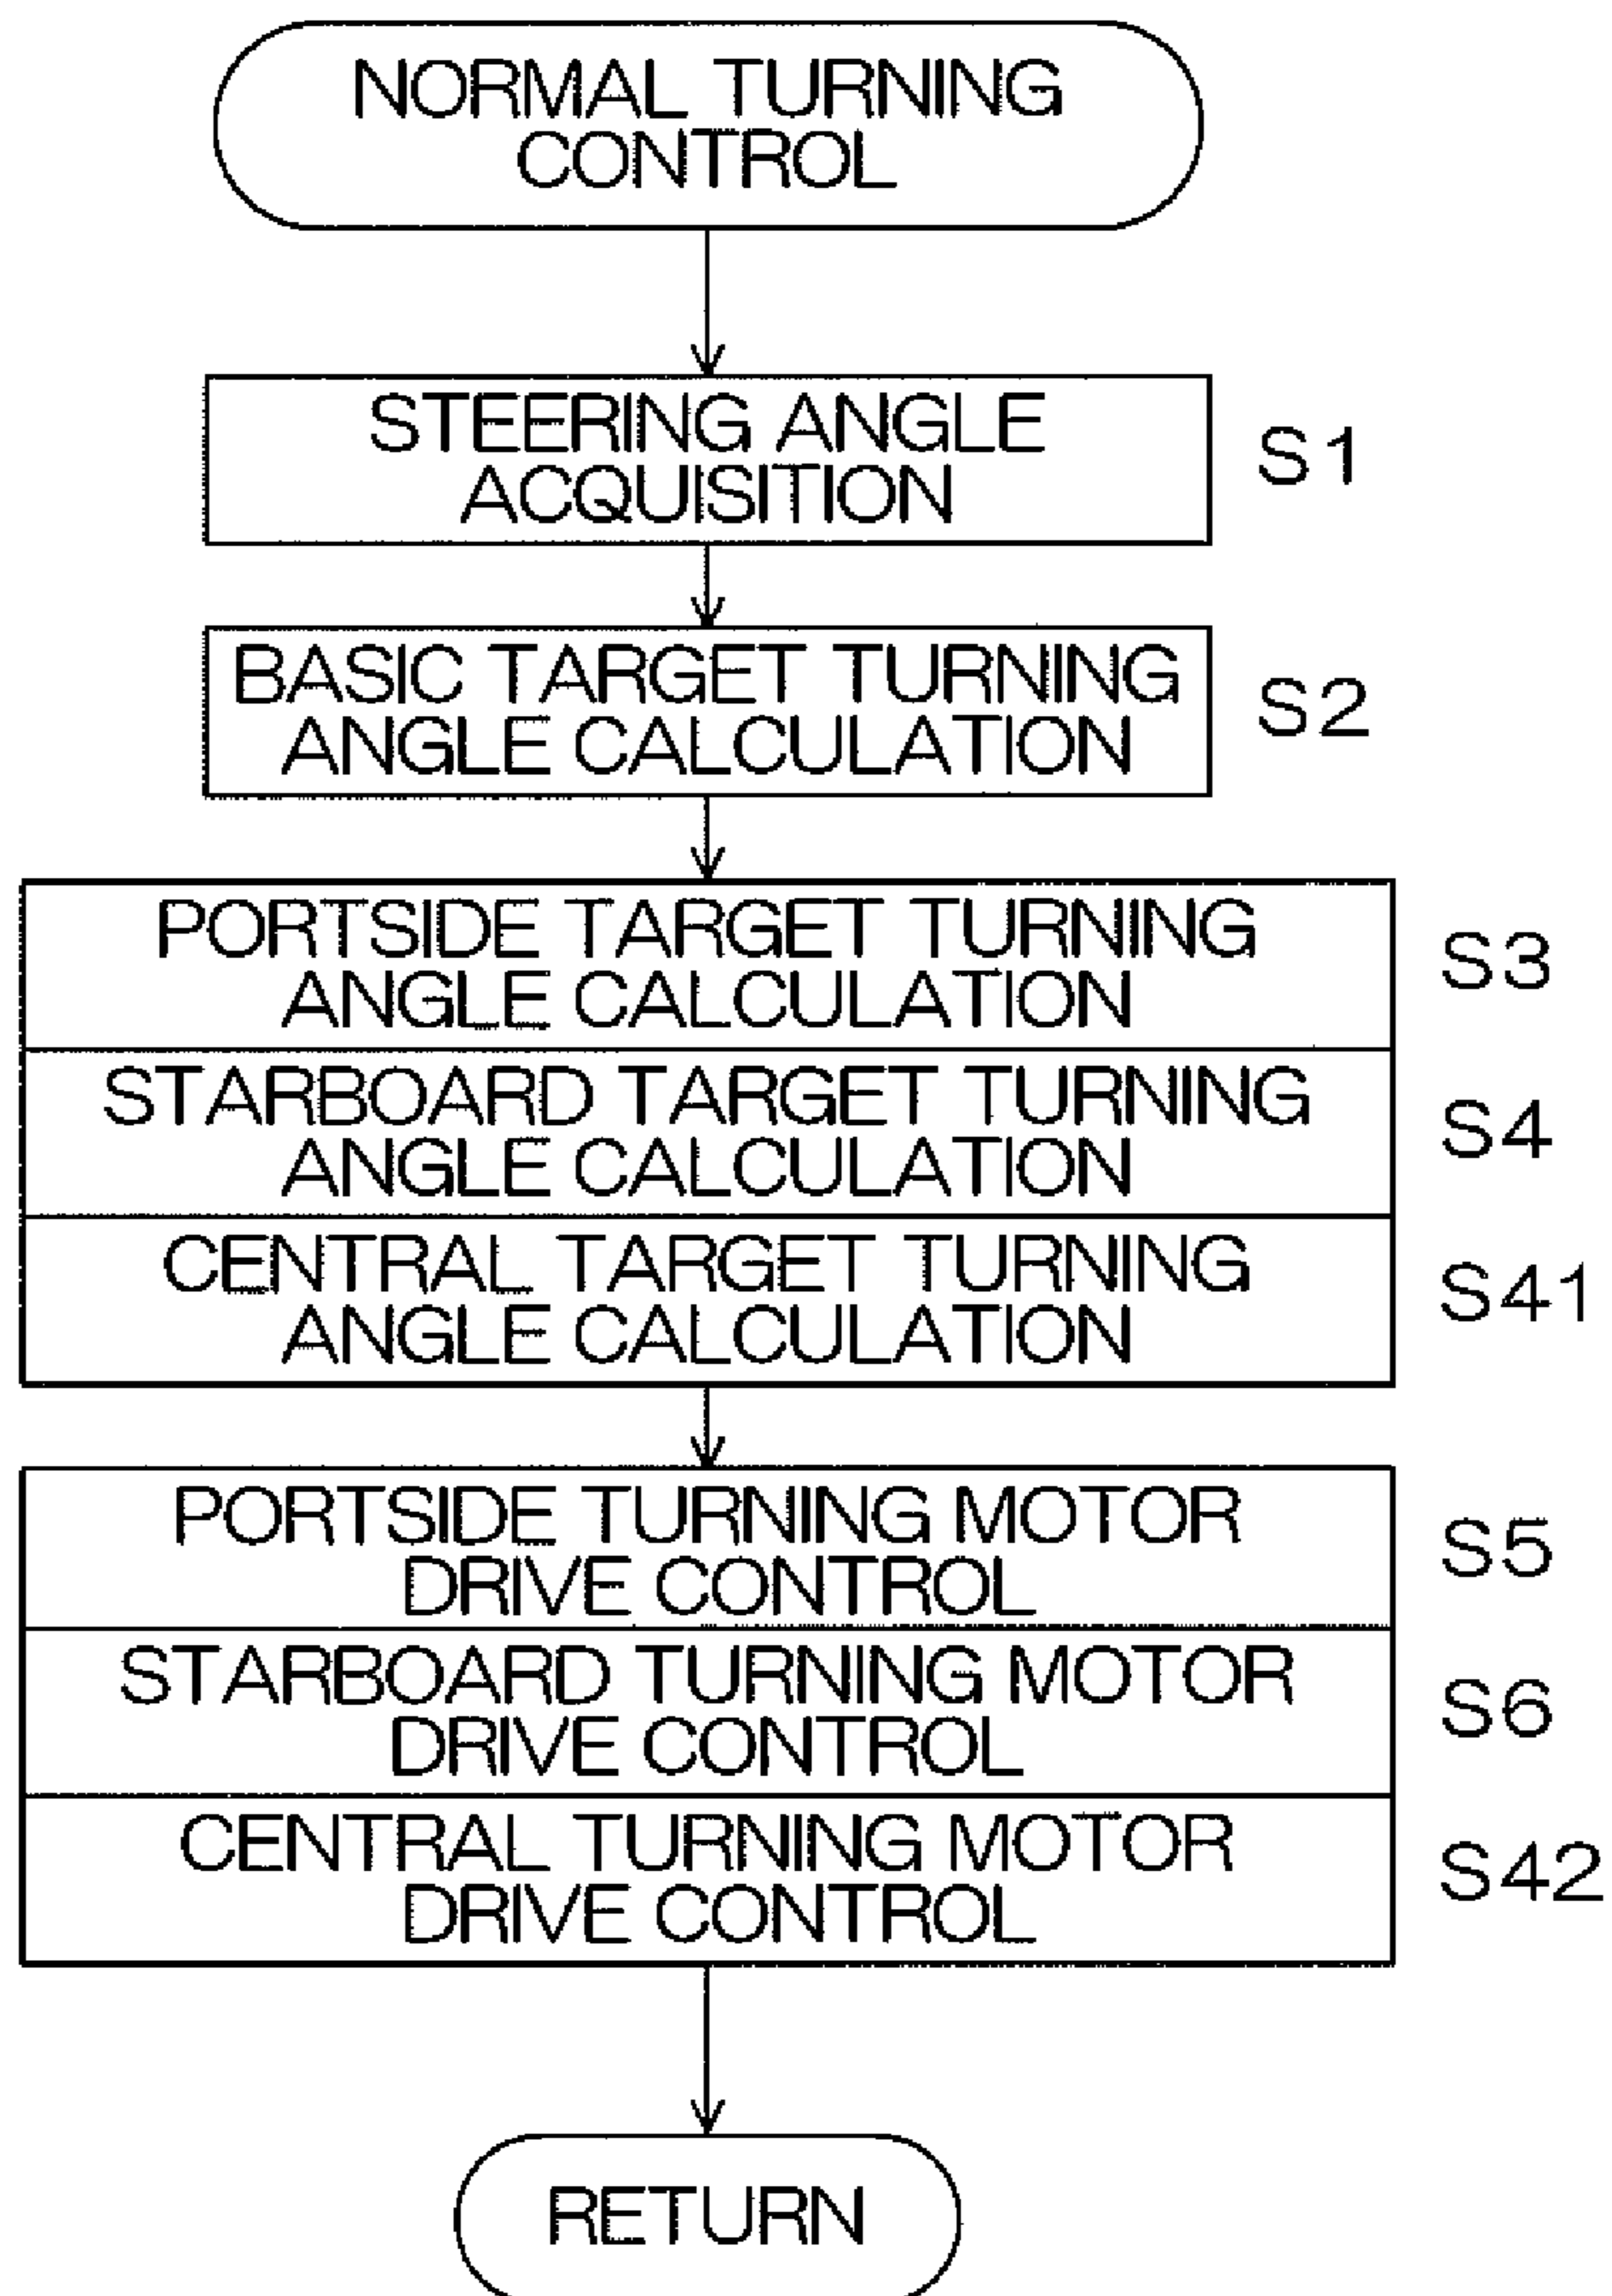 NORMAL TURNING
CONTROL
STEERING ANGLE
ACQUISITION
S1
BASIC TARGET TURNING
ANGLE CALCULATION
S2
PORTSIDE TARGET TURNING
ANGLE CALCULATION
S3
STARBOARD TARGET TURNING
ANGLE CALCULATION
S4
CENTRAL TARGET TURNING
ANGLE CALCULATION
S41
PORTSIDE TURNING MOTOR
DRIVE CONTROL
S5
STARBOARD TURNING MOTOR
DRIVE CONTROL
S6
CENTRAL TURNING MOTOR
DRIVE CONTROL
S42
RETURN